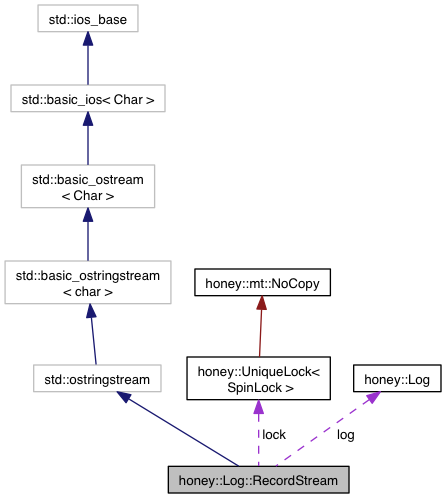 std::ios_base
std::basic_ios< Char >
std::basic_ostream
< Char >
std::basic_ostringstream
< char >
honey::mt::NoCopy
std::ostringstream
honey::UniqueLock<
SpinLock >
honey::Log
lock
log
honey::Log::RecordStream